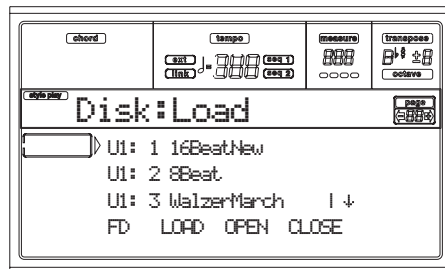 chord tempo measure transpose
ext seq 1
link seq 2
octave
style play Disk:Load page
U1: 1 16BeatNew
U1: 2 8Beat
U1: 3 WalzerMarch
FD LOAD OPEN CLOSE